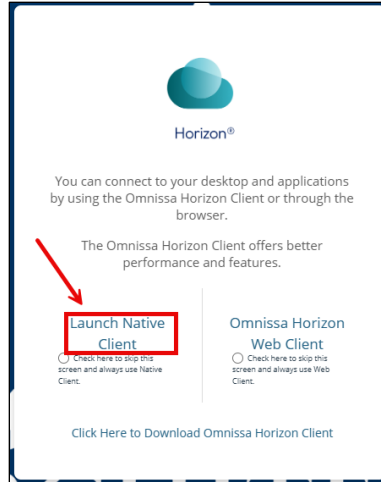 Horizon®
You can connect to your desktop and applications
by using the Omnissa Horizon Client or through the
browser.
The Omnissa Horizon Client offers better
performance and features.
Launch Native
Client
Check here to skip this
screen and always use Native
Client.
Omnissa Horizon
Web Client
Check here to skip this
screen and always use Web
Client.
Click Here to Download Omnissa Horizon Client